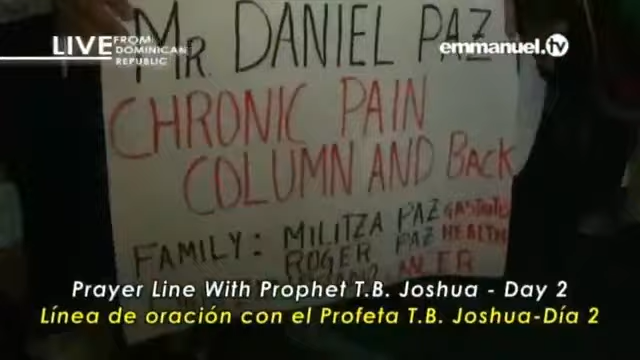 LIVE FROM
DOMINICAN
REPUBLIC
emmanuel.tv
MR. DANIEL PAZ
CHRONIC PAIN
COLUMN AND BACK
FAMILY: MILITZA PAZ GASTRITIS
ROGER PAZ HEALTH
Prayer Line With Prophet T.B. Joshua - Day 2
Línea de oración con el Profeta T.B. Joshua-Día 2